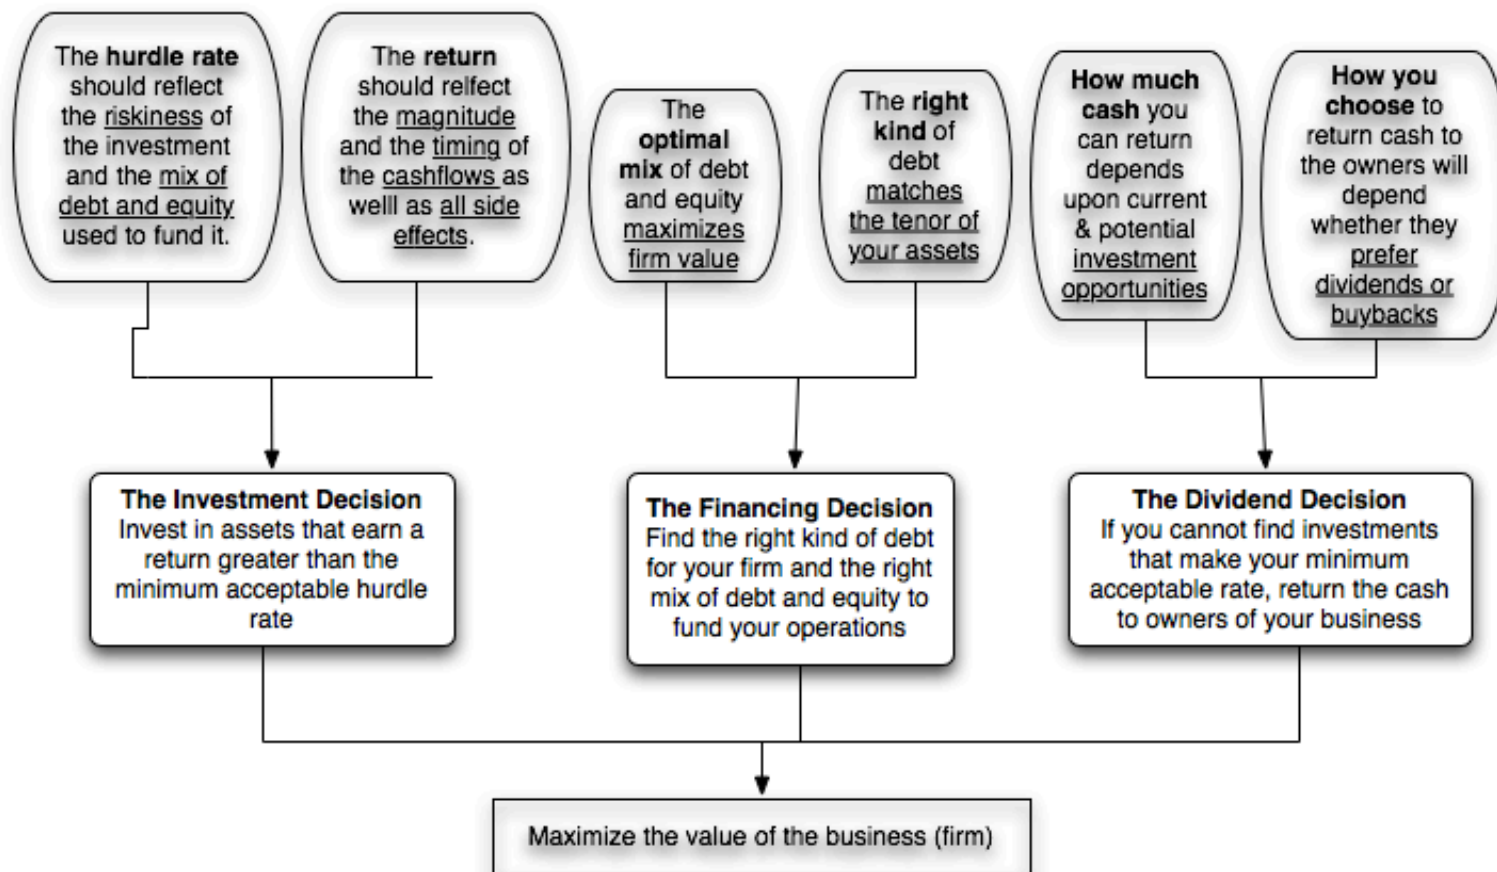 The hurdle rate
should reflect
the riskiness of
the investment
and the mix of
debt and equity
used to fund it.
The return
should relfect
the magnitude
and the timing of
the cashflows as
welll as all side
effects.
The
optimal
mix of debt
and equity
maximizes
firm value
The right
kind of
debt
matches
the tenor of
your assets
How much
cash you
can return
depends
upon current
& potential
investment
opportunities
How you
choose to
return cash to
the owners will
depend
whether they
prefer
dividends or
buybacks
The Investment Decision
Invest in assets that earn a
return greater than the
minimum acceptable hurdle
rate
The Financing Decision
Find the right kind of debt
for your firm and the right
mix of debt and equity to
fund your operations
The Dividend Decision
If you cannot find investments
that make your minimum
acceptable rate, return the cash
to owners of your business
Maximize the value of the business (firm)